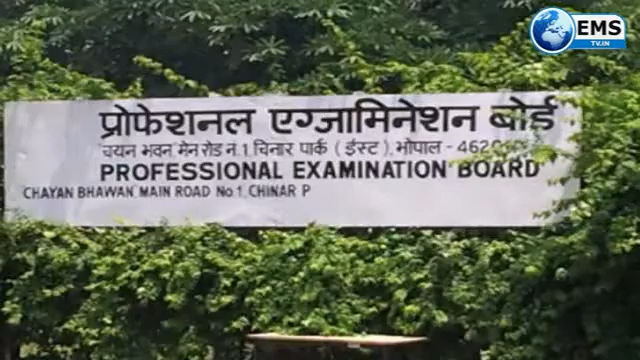 EMS
TV.IN
प्रोफेशनल एग्जामिनेशन बोर्ड
चयन भवन मेन रोड नं. 1 चिनार पार्क ( ईस्ट ), भोपाल -
PROFESSIONAL EXAMINATION BOARD
CHAYAN BHAWAN, MAIN ROAD NO. 1, CHINAR P